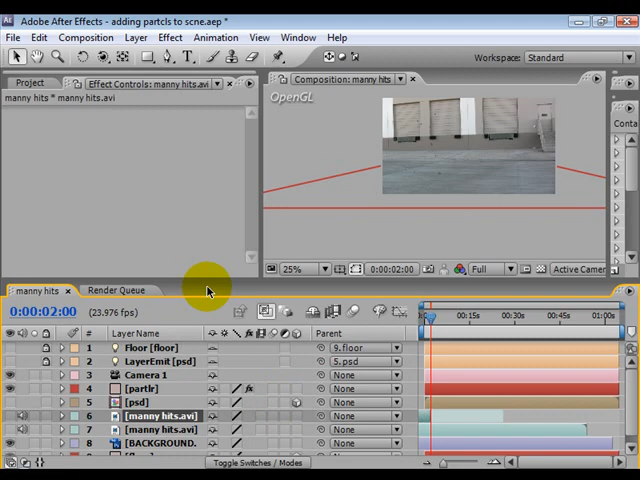 Adobe After Effects - adding partcls to scne.aep *
File Edit Composition Layer Effect Animation View Window Help
Workspace: Standard
Project Effect Controls: manny hits.avi
manny hits * manny hits.avi
Composition: manny hits
OpenGL
Conta
25% 0:00:02:00 Full Active Camer
manny hits Render Queue
0:00:02:00 (23.976 fps)
00:15s 00:30s 00:45s 01:00s
# Layer Name Parent
1 Floor [floor] 9.floor
2 LayerEmit [psd] 5.psd
3 Camera 1 None
4 [partlr] None
5 [psd] None
6 [manny hits.avi] None
7 [manny hits.avi] None
8 [BACKGROUND. None
Toggle Switches / Modes